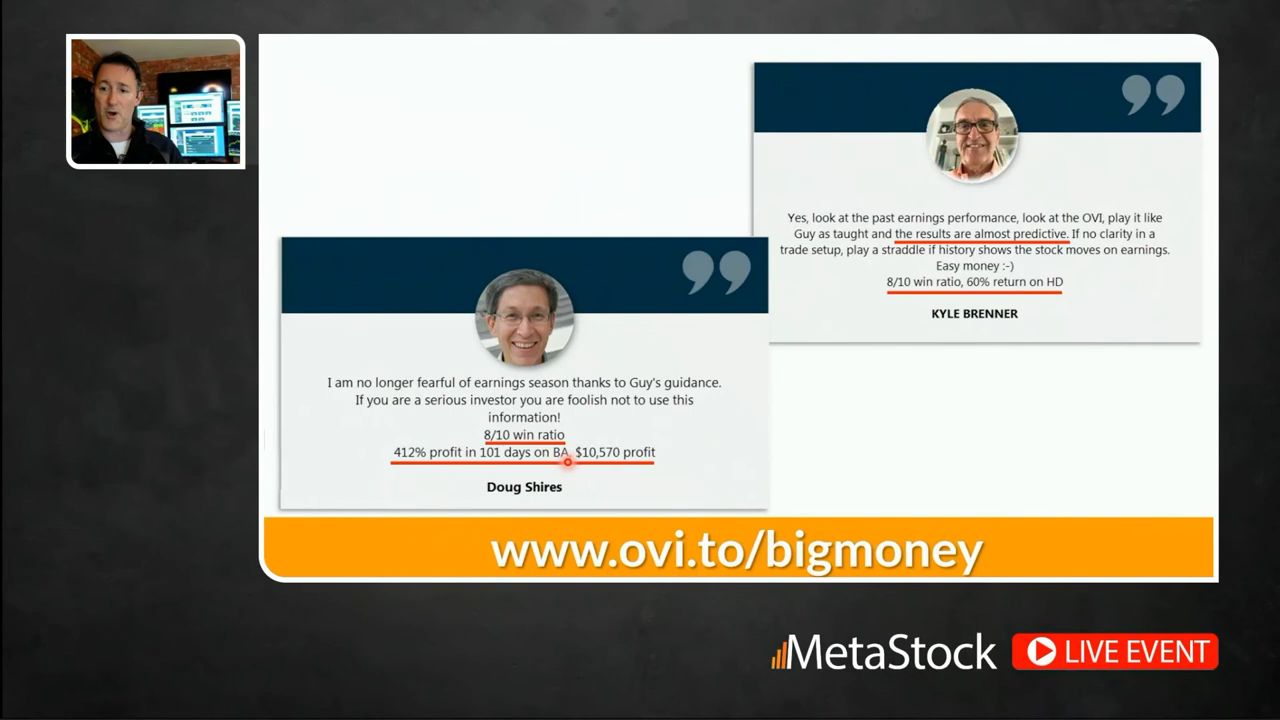 Yes, look at the past earnings performance, look at the OVI, play it like
Guy as taught and the results are almost predictive. If no clarity in a
trade setup, play a straddle if history shows the stock moves on earnings.
Easy money :-)
8/10 win ratio, 60% return on HD
KYLE BRENNER
I am no longer fearful of earnings season thanks to Guy's guidance.
If you are a serious investor you are foolish not to use this
information!
8/10 win ratio
412% profit in 101 days on BA, $10,570 profit
Doug Shires
www.ovi.to/bigmoney
MetaStock
LIVE EVENT